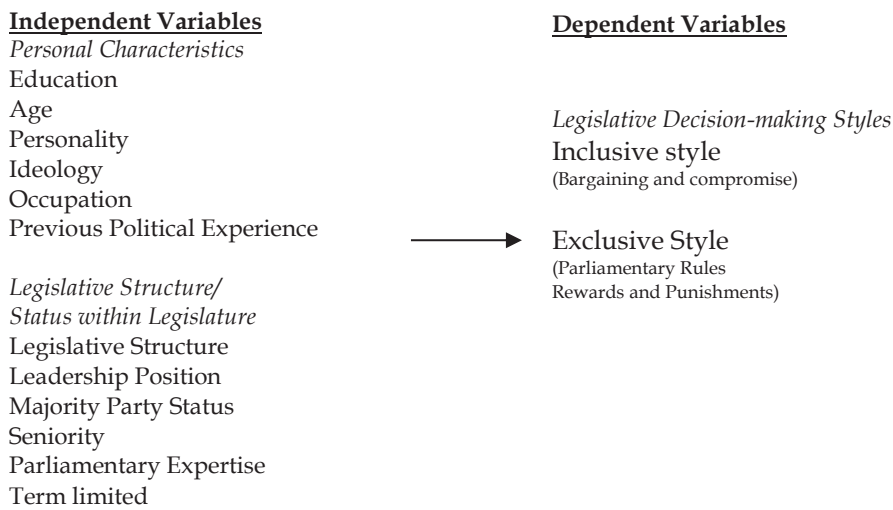 Independent Variables
Personal Characteristics
Education
Age
Personality
Ideology
Occupation
Previous Political Experience
Legislative Structure/
Status within Legislature
Legislative Structure
Leadership Position
Majority Party Status
Seniority
Parliamentary Expertise
Term limited
Dependent Variables
Legislative Decision-making Styles
Inclusive style
(Bargaining and compromise)
Exclusive Style
(Parliamentary Rules
Rewards and Punishments)